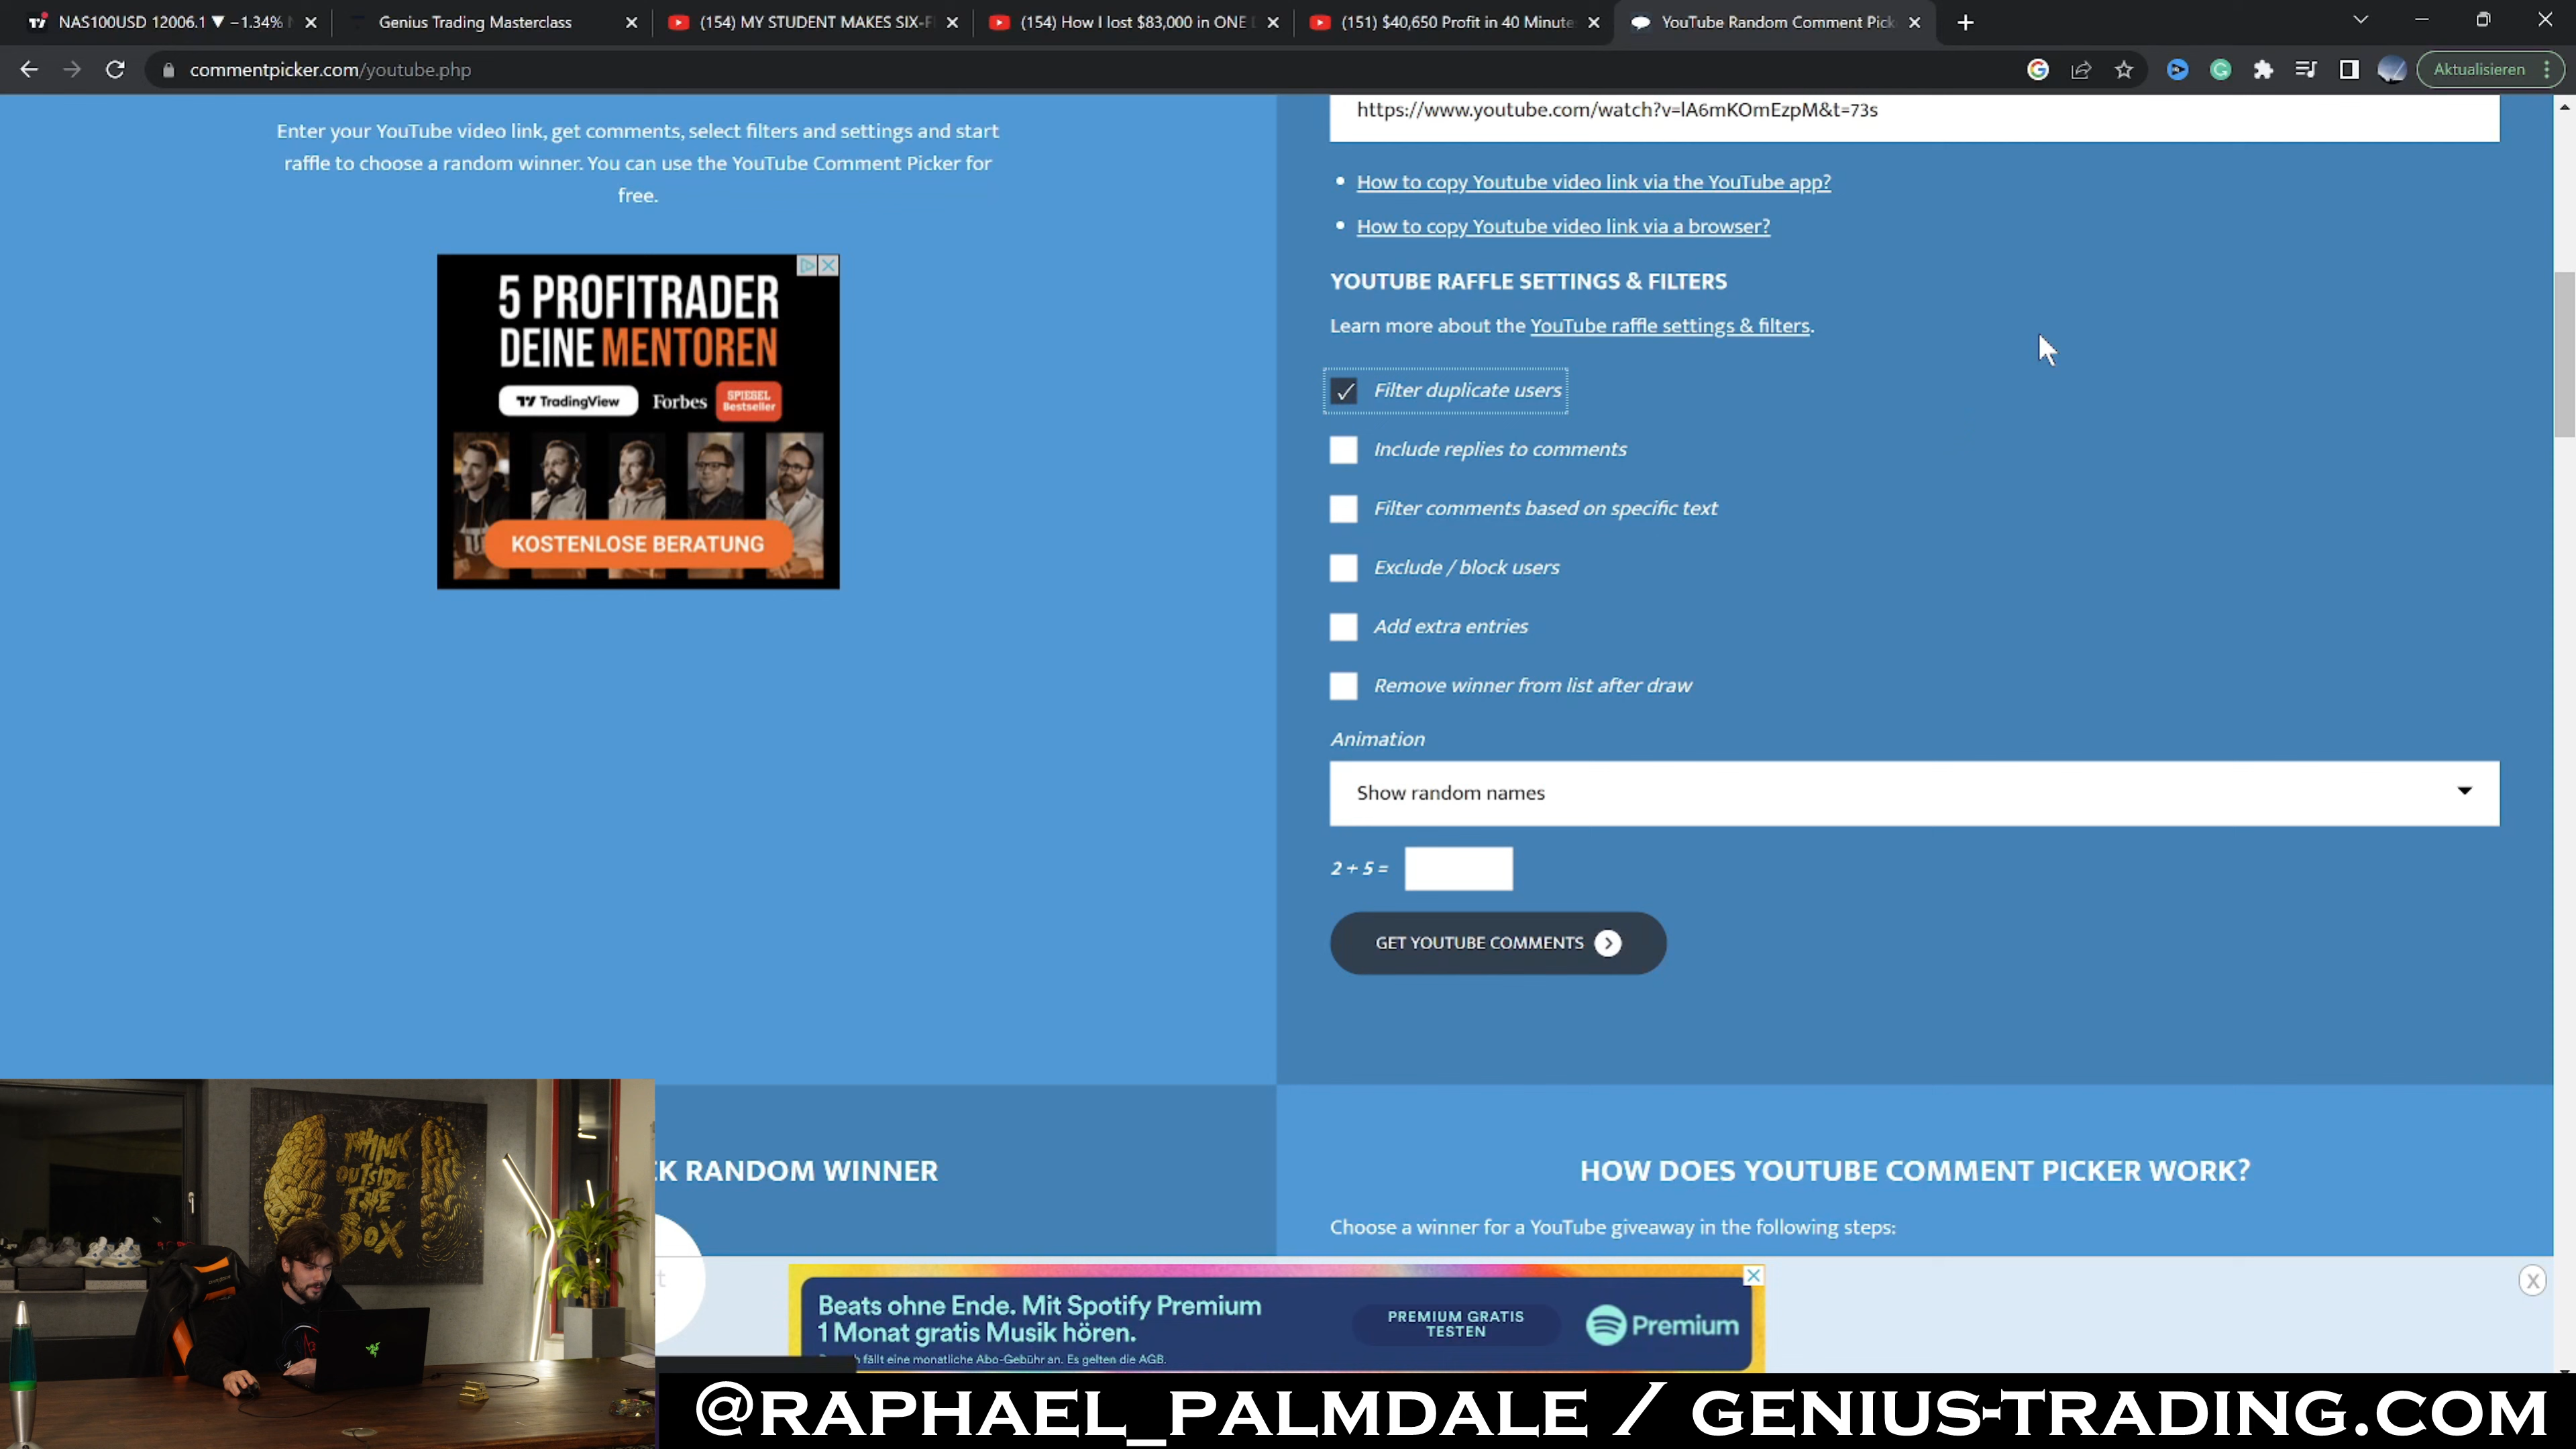 NAS100USD 12006.1 ▼ −1.34%
Genius Trading Masterclass
(154) MY STUDENT MAKES SIX-F
(154) How I lost $83,000 in ONE
(151) $40,650 Profit in 40 Minute
YouTube Random Comment Pick
commentpicker.com/youtube.php
Aktualisieren
Enter your YouTube video link, get comments, select filters and settings and start
raffle to choose a random winner. You can use the YouTube Comment Picker for
free.
5 PROFITRADER
DEINE MENTOREN
TradingView Forbes SPIEGEL
Bestseller
KOSTENLOSE BERATUNG
https://www.youtube.com/watch?v=lA6mKOmEzpM&t=73s
How to copy Youtube video link via the YouTube app?
How to copy Youtube video link via a browser?
YOUTUBE RAFFLE SETTINGS & FILTERS
Learn more about the YouTube raffle settings & filters.
Filter duplicate users
Include replies to comments
Filter comments based on specific text
Exclude / block users
Add extra entries
Remove winner from list after draw
Animation
Show random names
2 + 5 =
GET YOUTUBE COMMENTS
CK RANDOM WINNER
HOW DOES YOUTUBE COMMENT PICKER WORK?
Choose a winner for a YouTube giveaway in the following steps:
THINK
OUTSIDE
THE
BOX
Beats ohne Ende. Mit Spotify Premium
1 Monat gratis Musik hören.
fällt eine monatliche Abo-Gebühr an. Es gelten die AGB.
PREMIUM GRATIS
TESTEN
Premium
X
@RAPHAEL_PALMDALE / GENIUS-TRADING.COM